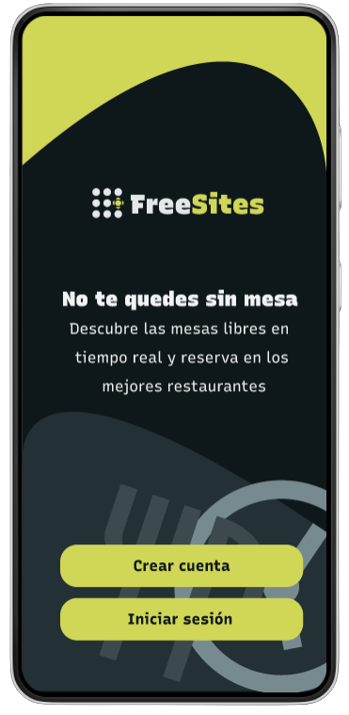 FreeSites
No te quedes sin mesa
Descubre las mesas libres en
tiempo real y reserva en los
mejores restaurantes
Crear cuenta
Iniciar sesión